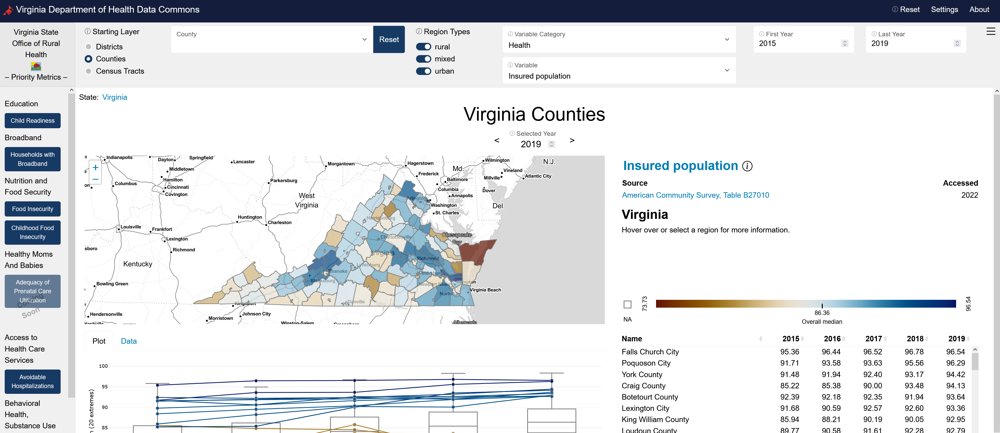 Virginia Department of Health Data Commons
Reset
Settings
About
Virginia State
Office of Rural
Health
– Priority Metrics –
Starting Layer
Districts
Counties
Census Tracts
County
Reset
Region Types
rural
mixed
urban
Variable Category
Health
Variable
Insured population
First Year
2015
Last Year
2019
Education
Child Readiness
Broadband
Households with
Broadband
Nutrition and
Food Security
Food Insecurity
Childhood Food
Insecurity
Healthy Moms
And Babies
Adequacy of
Prenatal Care
Utilization
Coming
Soon
Access to
Health Care
Services
Avoidable
Hospitalizations
Behavioral
Health,
Substance Use
State: Virginia
Virginia Counties
Selected Year
< 2019 >
+
−
Indianapolis
Dayton
Springfield
Lancaster
Morgantown
Hagerstown
Wilmington
N.J.
Middletown
Md.
Vineland
Frederick
Hamilton
Parkersburg
Baltimore
Millville
Atlantic City
Columbus
Cincinnati
Columbia
Dover
on
Covington
West
Virginia
Annapolis
Arlington
Washington
Del.
St. Charles
Huntington
Harrisonburg
Charleston
Louisville
Frankfort
Chesapeake
Bay
Lexington
Charlottesville
sboro
Richmond
Virginia
Richmond
Kentucky
Lynchburg
Roanoke
Petersburg
Blacksburg
Hampton
Bowling Green
Newport News
Virginia Beach
Norfolk
Kingsport
Danville
Hendersonville
Johnson City
Morristown
Nashville
Winston-Salem
Greensboro
Albemarle
Plot
Data
100
95
90
85
(20 extremes)
Insured population
Source
Accessed
American Community Survey, Table B27010
2022
Virginia
Hover over or select a region for more information.
NA
73.73
96.54
86.36
Overall median
Name 2015 2016 2017 2018 2019
Falls Church City 95.36 96.44 96.52 96.78 96.54
Poquoson City 91.71 93.58 93.63 95.56 96.29
York County 91.48 91.94 92.40 93.17 94.42
Craig County 85.22 85.38 90.00 93.48 94.13
Botetourt County 92.39 92.18 92.35 91.94 93.64
Lexington City 91.68 90.59 92.57 92.60 93.36
King William County 85.94 88.21 90.19 90.05 92.95
Loudoun County 89.77 90.58 91.61 92.28 92.79